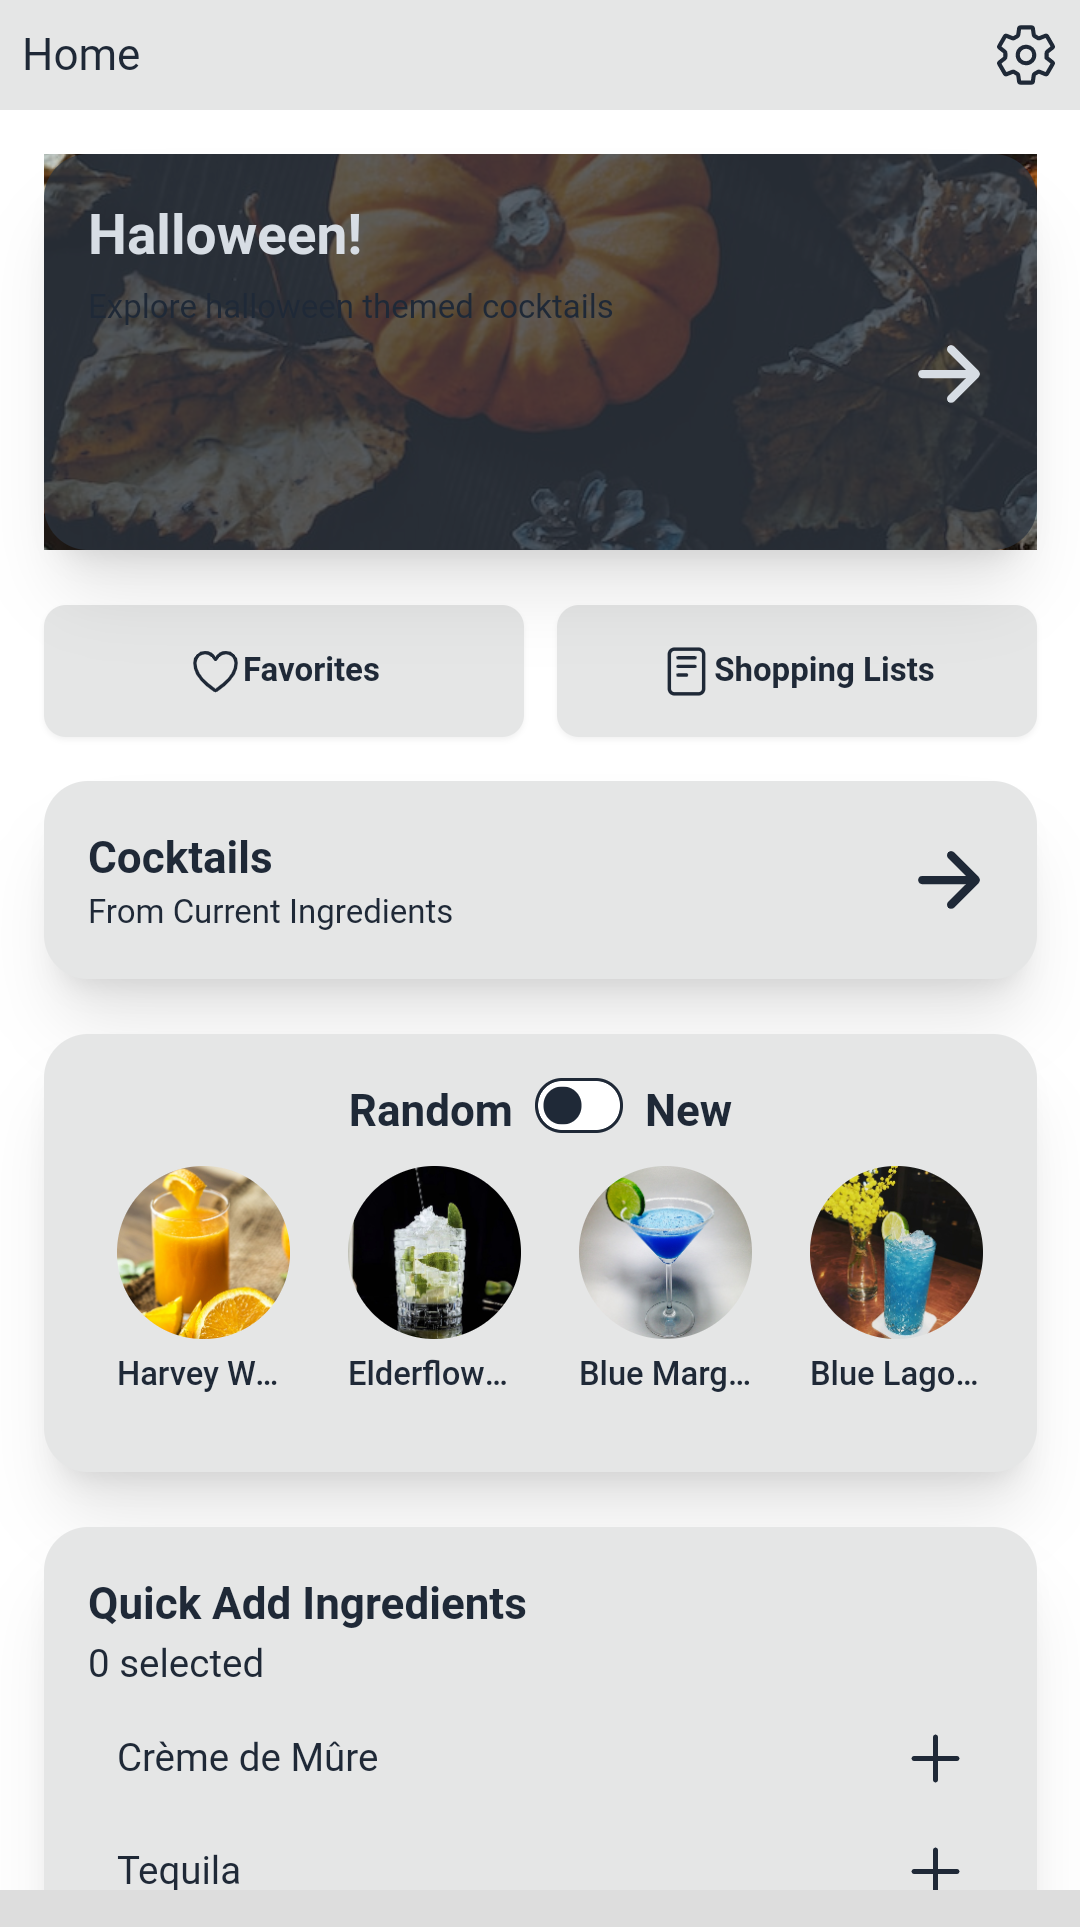 Home
Halloween!
Explore halloween themed cocktails
Favorites
Shopping Lists
Cocktails
From Current Ingredients
Random New
Harvey W...
Elderflow...
Blue Marg...
Blue Lago...
Quick Add Ingredients
0 selected
Crème de Mûre
Tequila